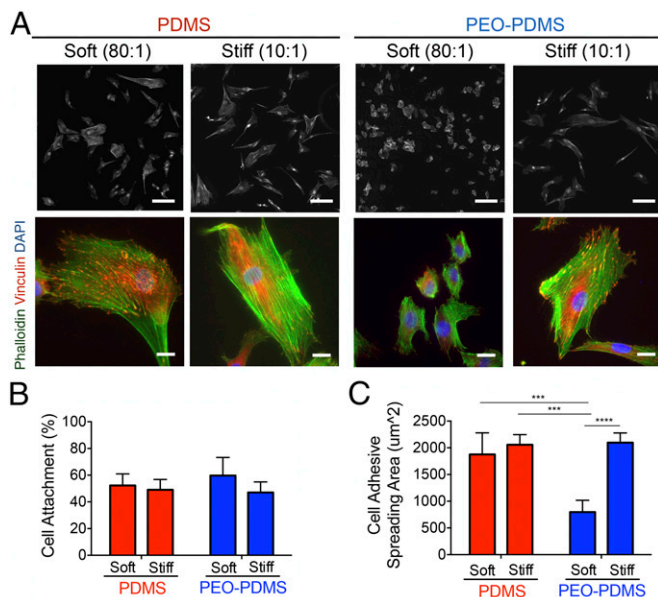 A
PDMS
PEO-PDMS
Soft (80:1)
Stiff (10:1)
Soft (80:1)
Stiff (10:1)
Phalloidin Vinculin DAPI
B
Cell Attachment (%)
100
80
60
40
20
0
Soft Stiff
Soft Stiff
PDMS
PEO-PDMS
C
Cell Adhesive
Spreading Area (um^2)
2500
2000
1500
1000
500
0
***
***
****
Soft Stiff
Soft Stiff
PDMS
PEO-PDMS